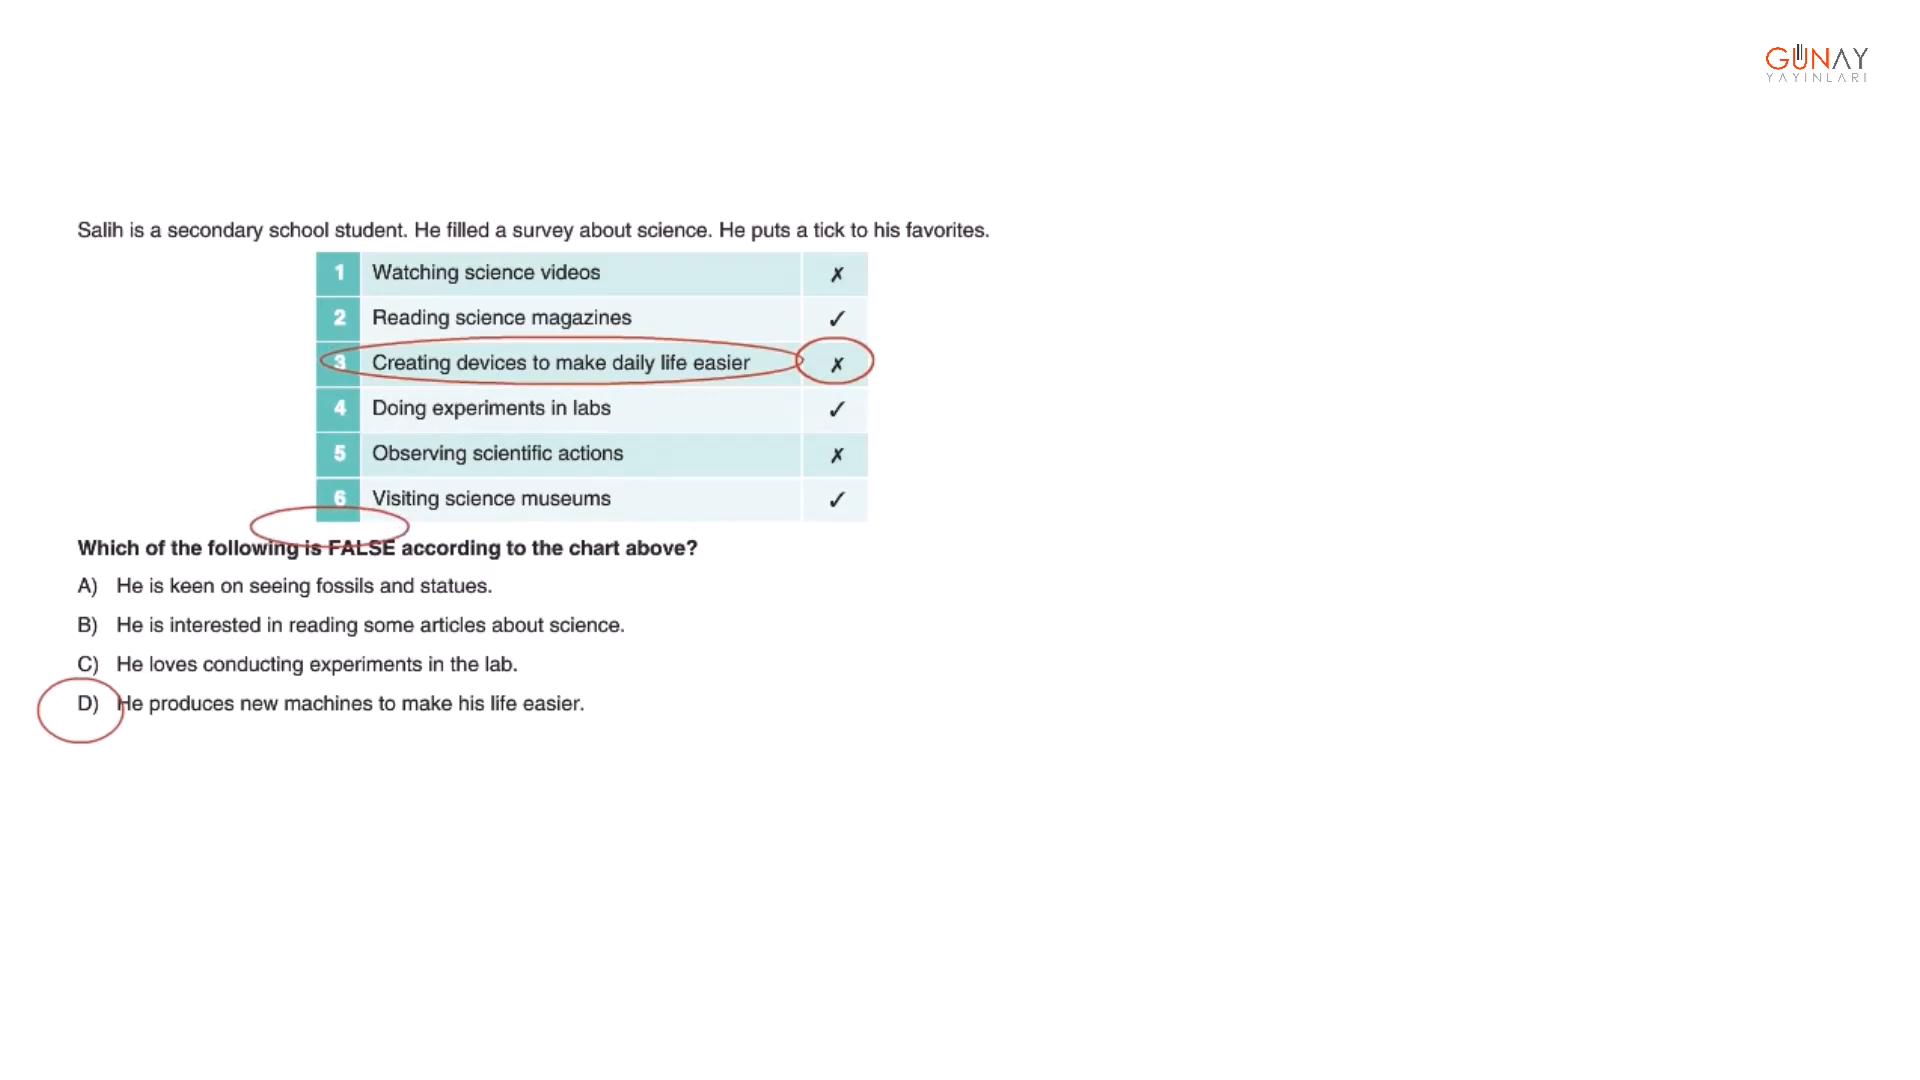 GÜNAY
YAYINLARI
Salih is a secondary school student. He filled a survey about science. He puts a tick to his favorites.
1 Watching science videos ✗
2 Reading science magazines ✓
3 Creating devices to make daily life easier ✗
4 Doing experiments in labs ✓
5 Observing scientific actions ✗
6 Visiting science museums ✓
Which of the following is FALSE according to the chart above?
A) He is keen on seeing fossils and statues.
B) He is interested in reading some articles about science.
C) He loves conducting experiments in the lab.
D) He produces new machines to make his life easier.